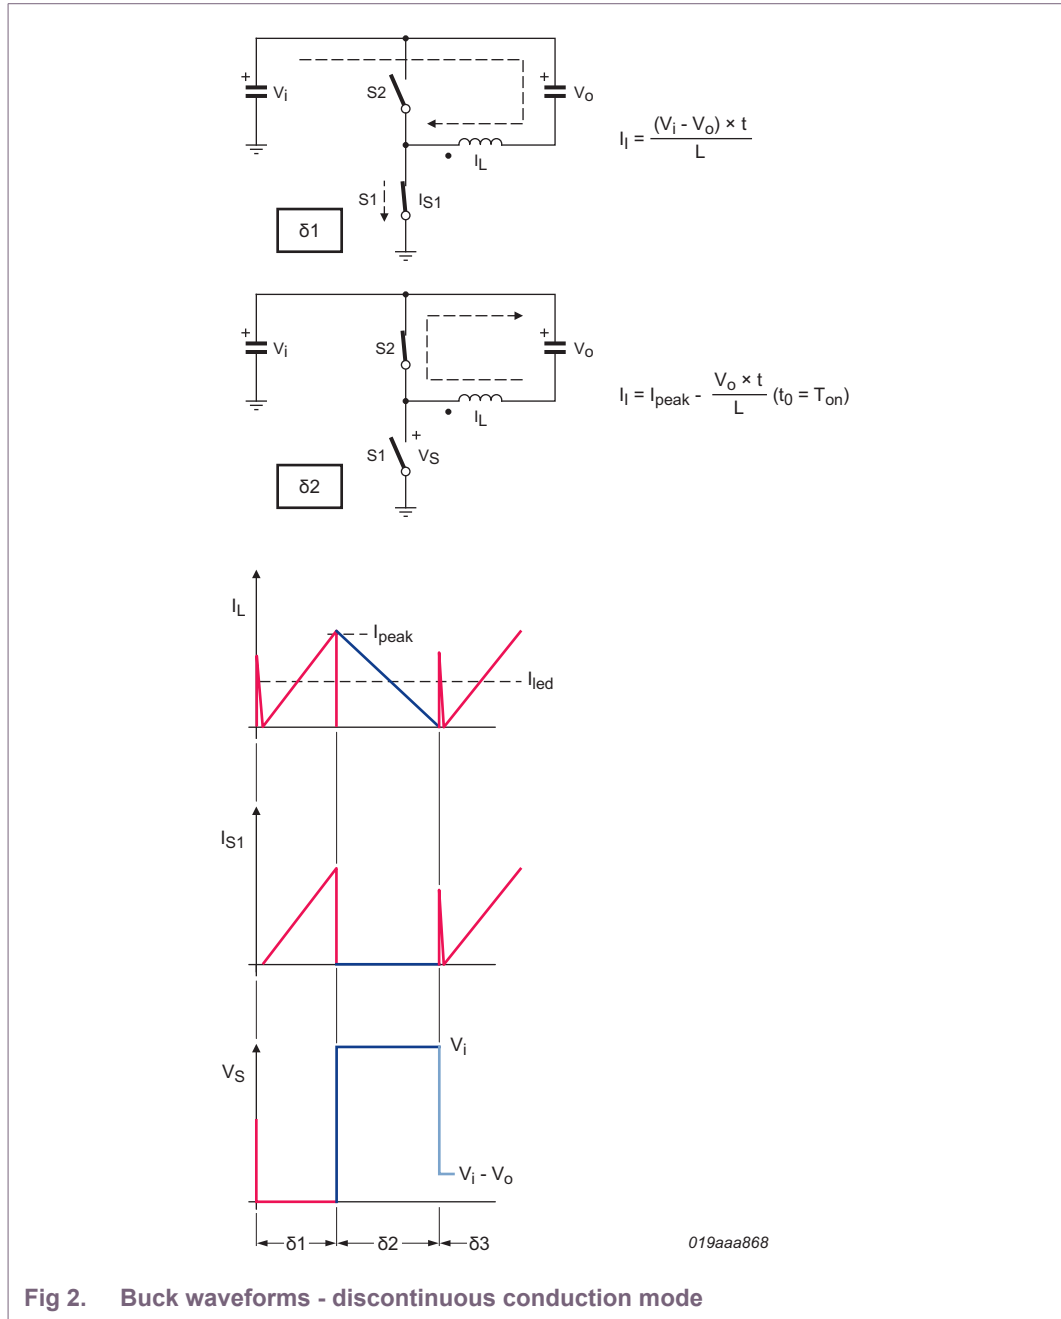 +
Vi
S2
+
Vo
IL
S1
IS1
δ1
Il = (Vi - Vo) × t / L
+
Vi
S2
+
Vo
IL
S1
+
VS
δ2
Il = Ipeak - Vo × t / L (t0 = Ton)
IL
Ipeak
Iled
IS1
VS
Vi
Vi - Vo
δ1
δ2
δ3
019aaa868
Fig 2. Buck waveforms - discontinuous conduction mode